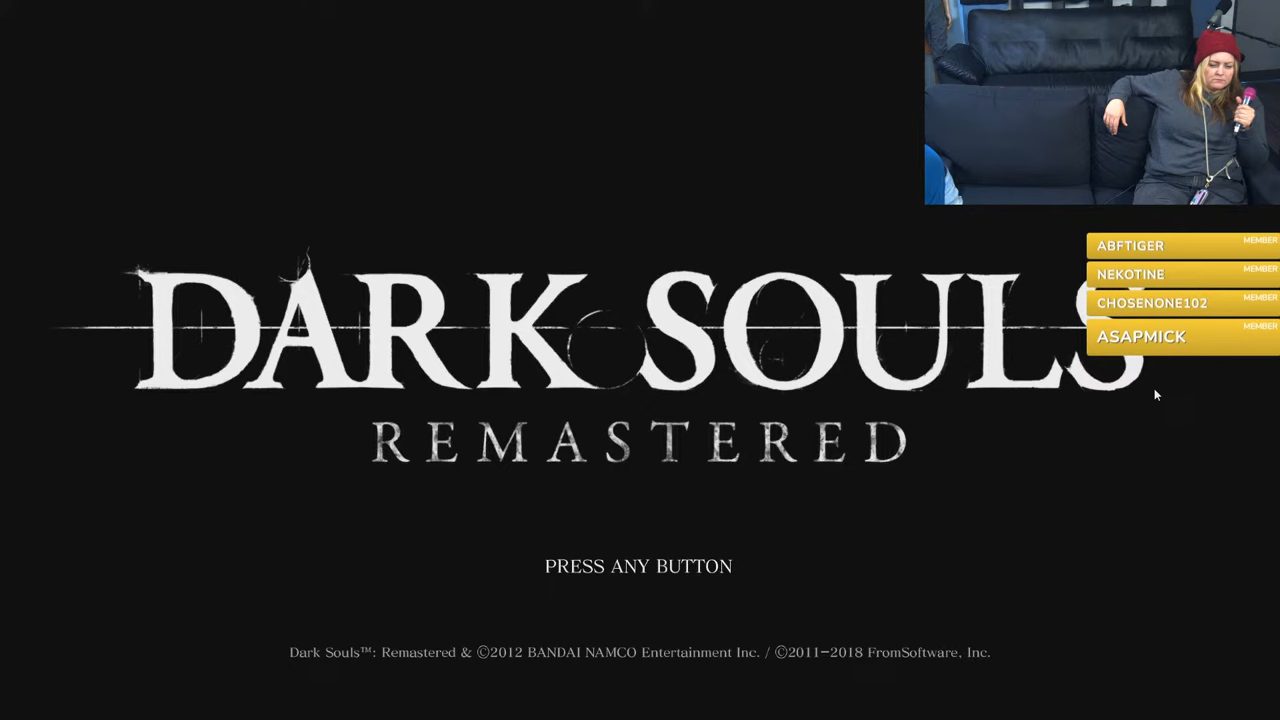 ABFTIGER MEMBER
NEKOTINE MEMBER
CHOSENONE102 MEMBER
ASAPMICK MEMBER
DARK SOULS
REMASTERED
PRESS ANY BUTTON
Dark Souls™: Remastered & ©2012 BANDAI NAMCO Entertainment Inc. / ©2011-2018 FromSoftware, Inc.